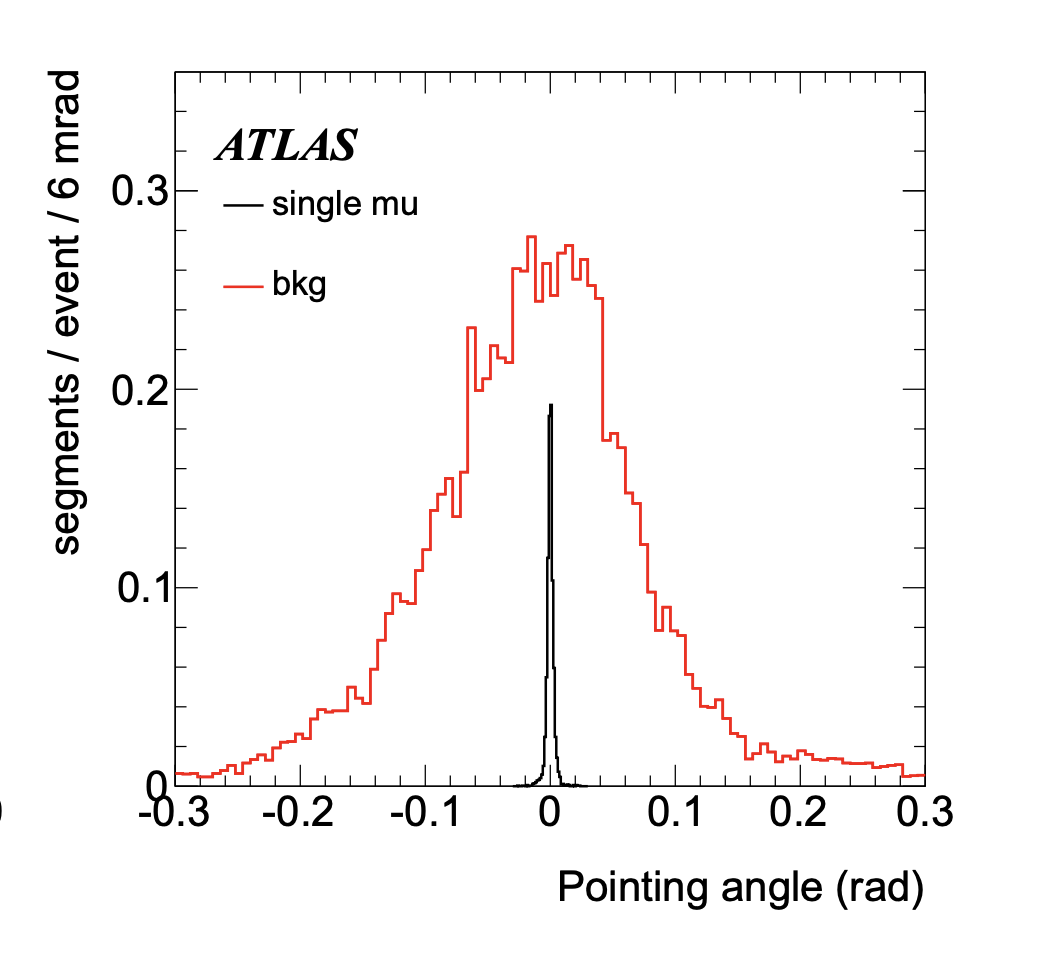 segments / event / 6 mrad
ATLAS
single mu
bkg
0.3
0.2
0.1
0
-0.3 -0.2 -0.1 0 0.1 0.2 0.3
Pointing angle (rad)